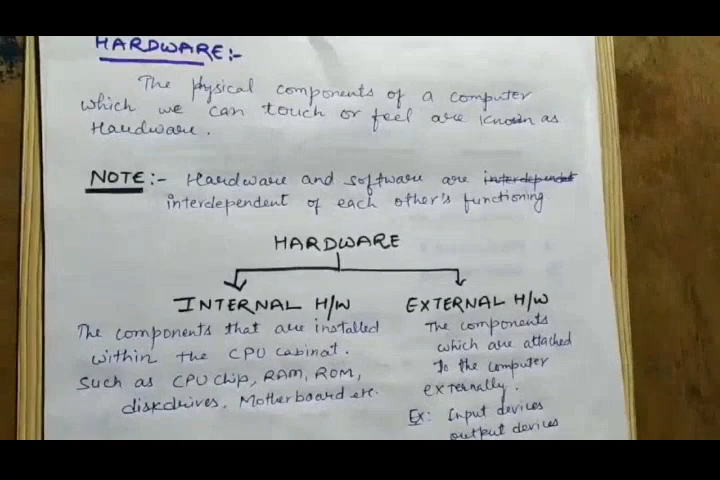 HARDWARE:-
The physical components of a computer
which we can touch or feel are known as
Hardware.
NOTE:- Hardware and software are interdependent
interdependent of each other's functioning
HARDWARE
INTERNAL H/W
The components that are installed
within the CPU cabinat.
Such as CPU chip, RAM, ROM,
diskdrives, Motherboard etc.
EXTERNAL H/W
The components
which are attached
to the computer
externally.
Ex: Input devices
output devices